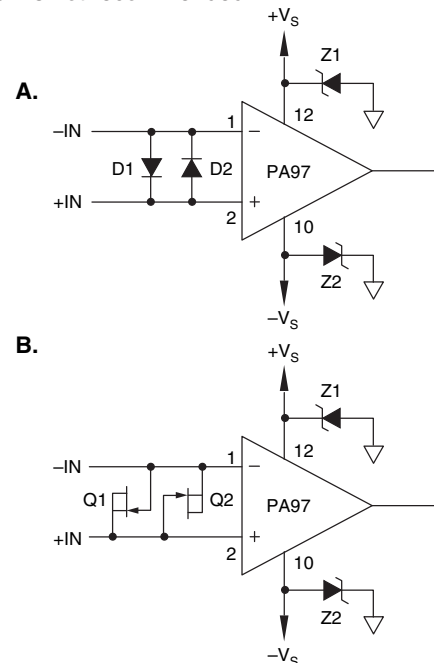 +VS
Z1
A.
12
–IN
1
–
D1
D2
PA97
+IN
+
2
10
Z2
–VS
B.
+VS
Z1
12
–IN
1
–
Q1
Q2
PA97
+IN
+
2
10
Z2
–VS